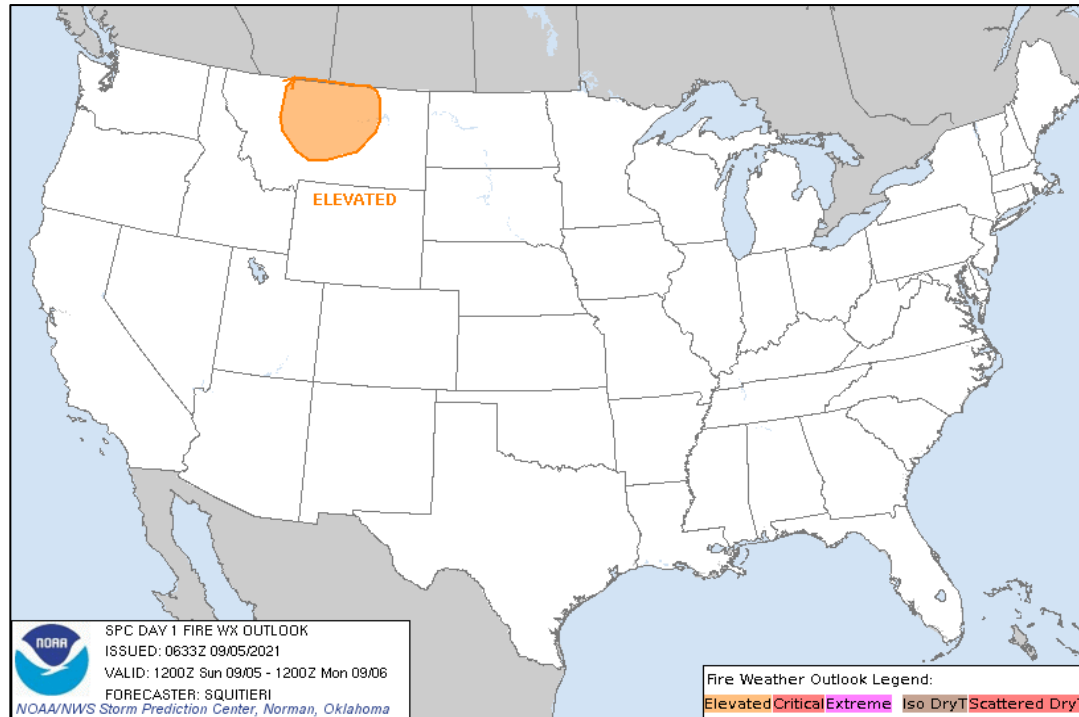 ELEVATED
NOAA
SPC DAY 1 FIRE WX OUTLOOK
ISSUED: 0633Z 09/05/2021
VALID: 1200Z Sun 09/05 - 1200Z Mon 09/06
FORECASTER: SQUITIERI
NOAA/NWS Storm Prediction Center, Norman, Oklahoma
Fire Weather Outlook Legend:
Elevated Critical Extreme Iso DryT Scattered DryT